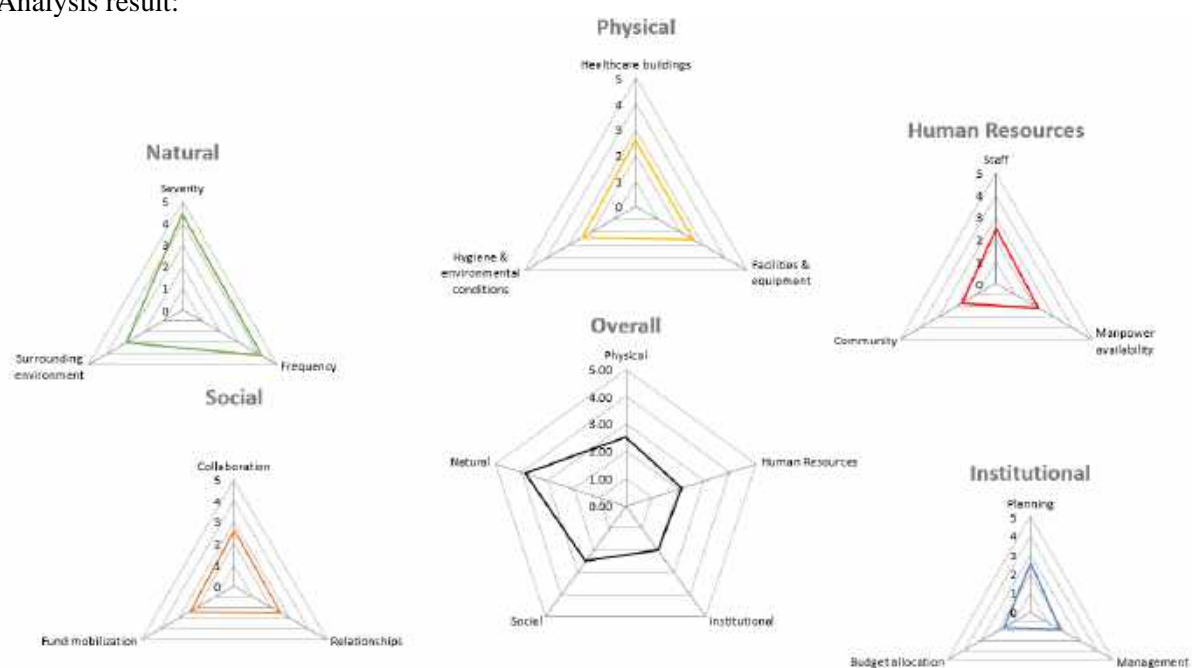 Analysis result:
Physical
Healthcare buildings
5
4
3
2
1
0
Hygiene &
environmental
conditions
Facilities &
equipment
Natural
Severity
5
4
3
2
1
0
Surrounding
environment
Frequency
Human Resources
Staff
5
4
3
2
1
0
Community
Manpower
availability
Overall
Physical
5.00
4.00
3.00
2.00
1.00
0.00
Natural
Human Resources
Social
Institutional
Social
Collaboration
5
4
3
2
1
0
Fund mobilization
Relationships
Institutional
Planning
5
4
3
2
1
0
Budget allocation
Management